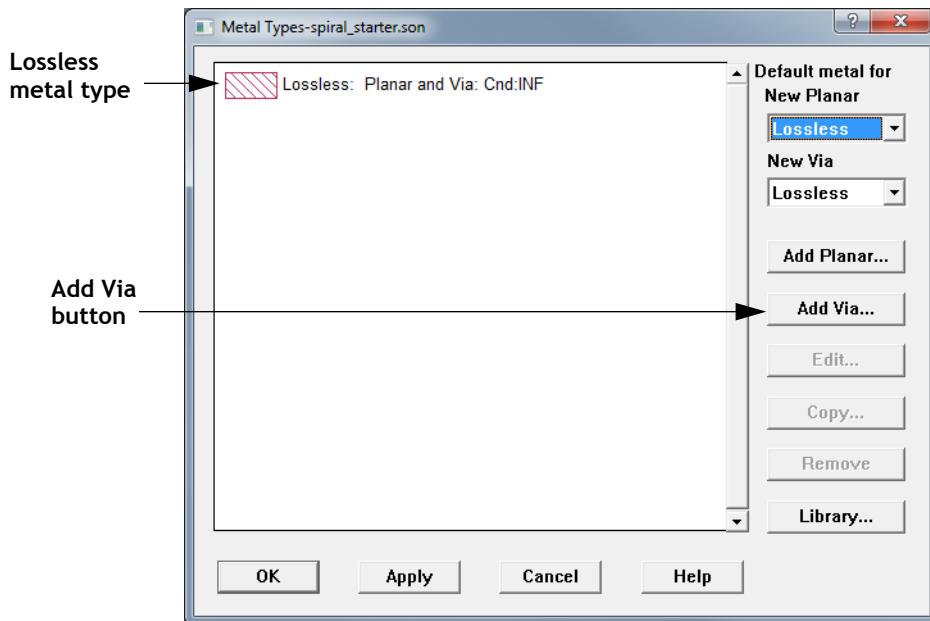 Metal Types-spiral_starter.son
?
x
Lossless
metal type
Lossless: Planar and Via: Cnd:INF
Default metal for
New Planar
Lossless
New Via
Lossless
Add Planar...
Add Via
button
Add Via...
Edit...
Copy...
Remove
Library...
OK
Apply
Cancel
Help